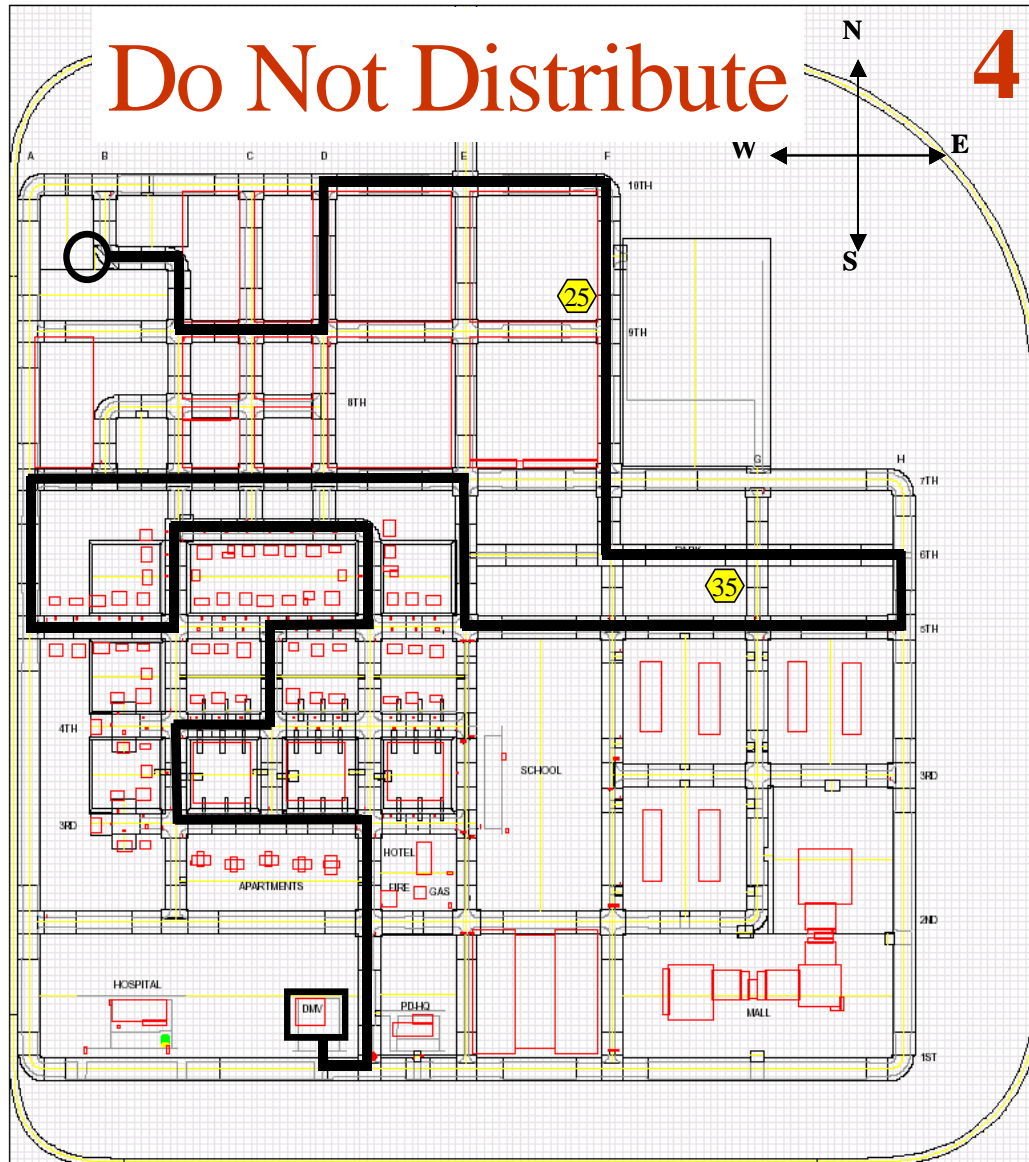 Do Not Distribute
4
N
W
E
S
A
B
C
D
E
F
10TH
25
9TH
8TH
G
H
7TH
6TH
35
5TH
4TH
SCHOOL
3RD
3RD
HOTEL
APARTMENTS
FIRE
GAS
2ND
HOSPITAL
DMV
PD-HQ
MALL
1ST